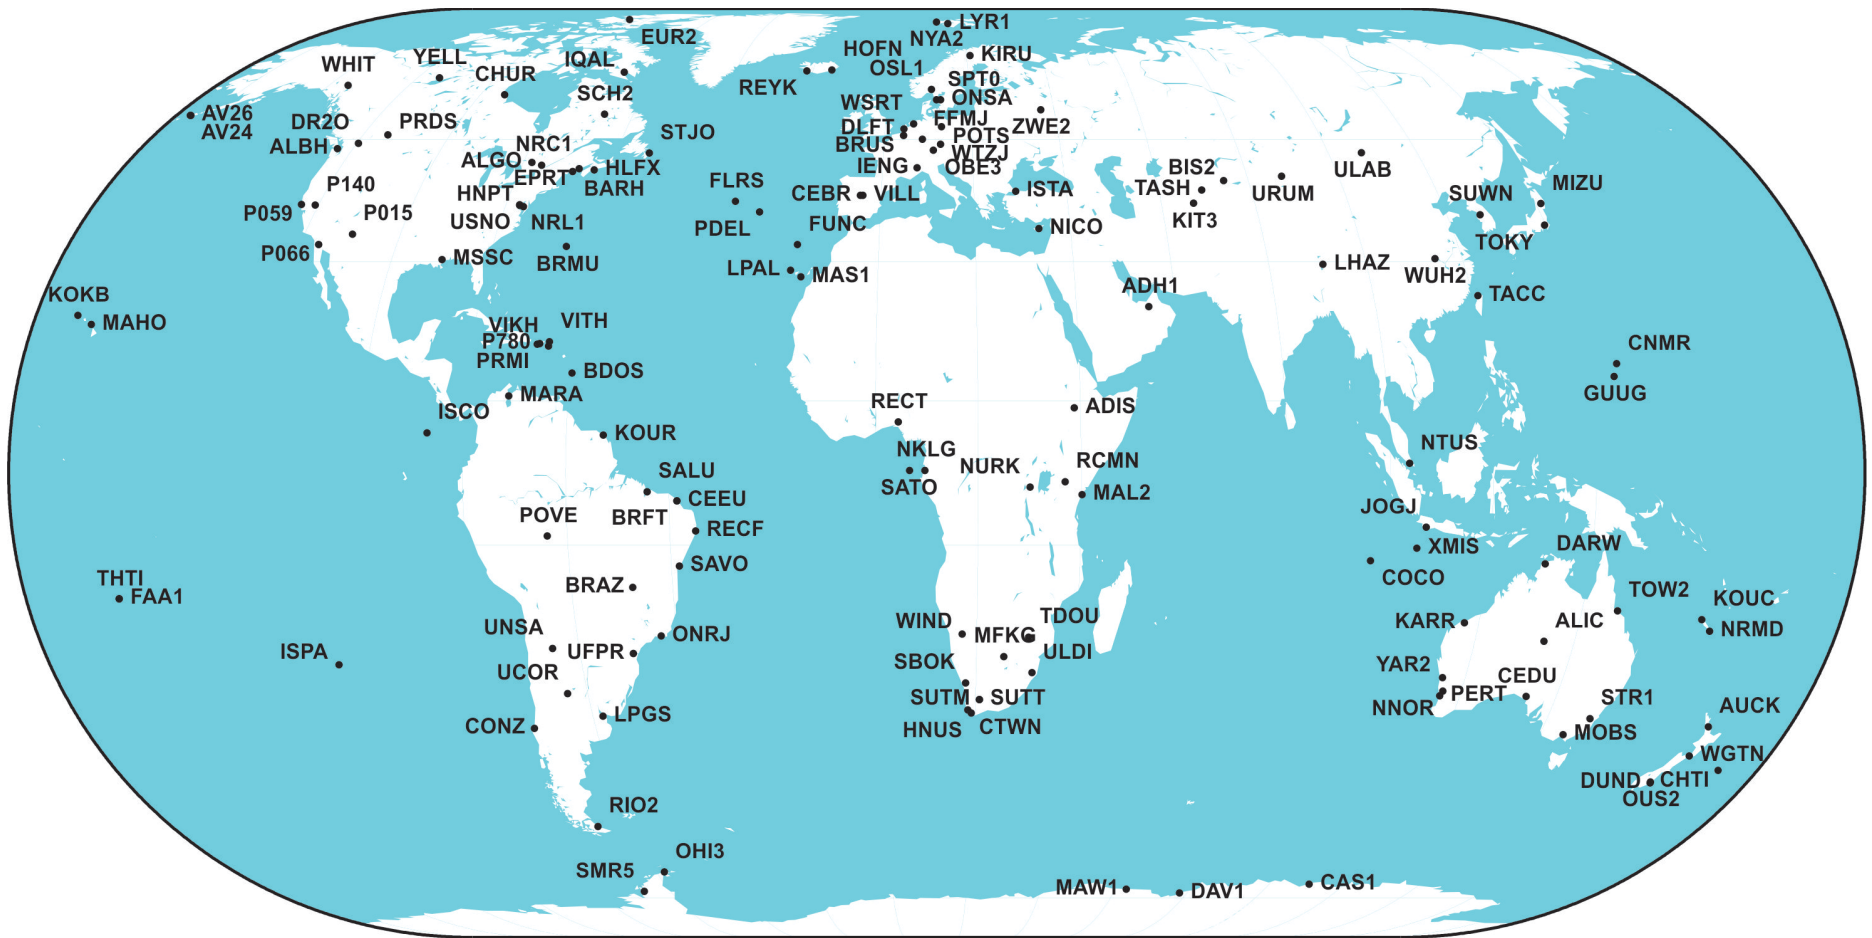 LYR1
EUR2
NYA2
HOFN
KIRU
YELL
IQAL
WHIT
OSL1
CHUR
SPT0
REYK
SCH2
ONSA
WSRT
AV26
FFMJ
PRDS
DR2O
ZWE2
DLFT
AV24
STJO
POTS
NRC1
BRUS
ALBH
WTZJ
ALGO
IENG
OBE3
HLFX
BIS2
ULAB
EPRT
FLRS
P140
BARH
TASH
MIZU
ISTA
HNPT
CEBR
VILL
URUM
SUWN
P059
P015
USNO
NRL1
FUNC
KIT3
PDEL
NICO
TOKY
P066
MSSC
BRMU
LHAZ
LPAL
MAS1
WUH2
ADH1
KOKB
TACC
MAHO
VIKH
VITH
P780
CNMR
PRMI
BDOS
MARA
GUUG
RECT
ADIS
ISCO
KOUR
NTUS
NKLG
RCMN
NURK
SALU
SATO
MAL2
CEEU
JOGJ
POVE
BRFT
RECF
XMIS
DARW
SAVO
THTI
COCO
BRAZ
TOW2
FAA1
KOUC
TDOU
WIND
KARR
ALIC
UNSA
ONRJ
MFKG
NRMD
ISPA
UFPR
ULDI
SBOK
YAR2
UCOR
CEDU
SUTM
SUTT
PERT
STR1
NNOR
AUCK
LPGS
CONZ
HNUS
CTWN
MOBS
WGTN
DUND
CHTI
OUS2
RIO2
OHI3
SMR5
MAW1
DAV1
CAS1